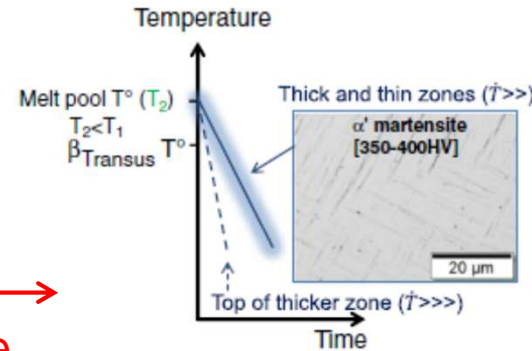 Temperature
Melt pool T° (T₂)
T₂<T₁
β_Transus T°
Thick and thin zones (Ṫ>>)
α' martensite
[350-400HV]
20 µm
Top of thicker zone (Ṫ>>>)
Time